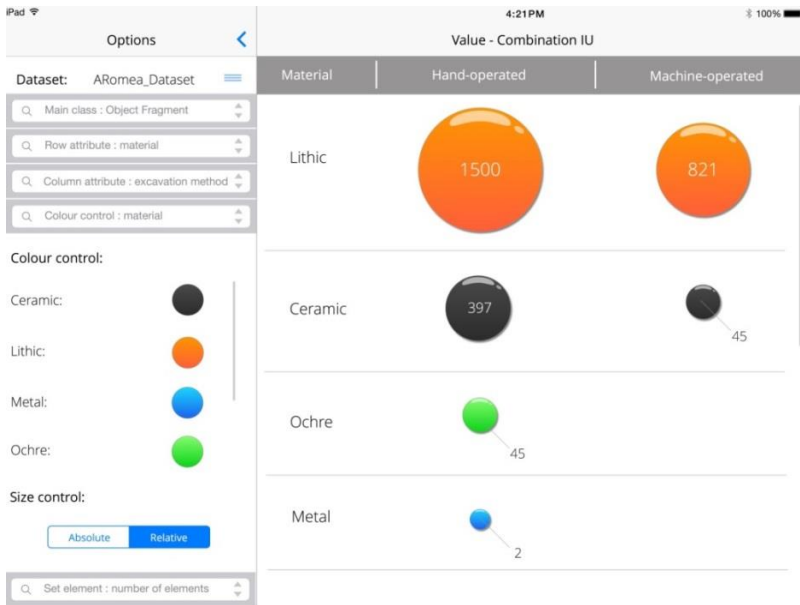 iPad
4:21PM
100%
Options
Value - Combination IU
Dataset: ARomea_Dataset
Material Hand-operated Machine-operated
Main class : Object Fragment
Row attribute : material
Column attribute : excavation method
Colour control : material
Colour control:
Ceramic:
Lithic:
Metal:
Ochre:
Size control:
Absolute Relative
Set element : number of elements
Lithic 1500 821
Ceramic 397 45
Ochre 45
Metal 2